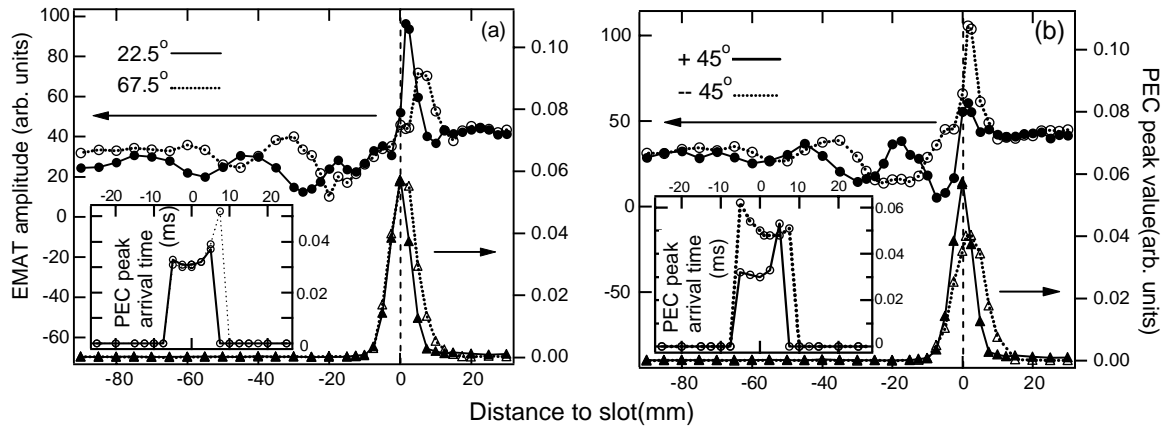 EMAT amplitude (arb. units)
100
80
60
40
20
0
-20
-40
-60
(a)
22.5°
67.5°
0.10
0.08
0.06
0.04
0.02
0.00
-20 -10 0 10 20
PEC peak
arrival time
(ms)
0.04
0.02
0
-80 -60 -40 -20 0 20
100
50
0
-50
(b)
+ 45°
-- 45°
0.10
0.08
0.06
0.04
0.02
0.00
PEC peak value(arb. units)
-20 -10 0 10 20
PEC peak
arrival time
(ms)
0.06
0.04
0.02
0
-80 -60 -40 -20 0 20
Distance to slot(mm)